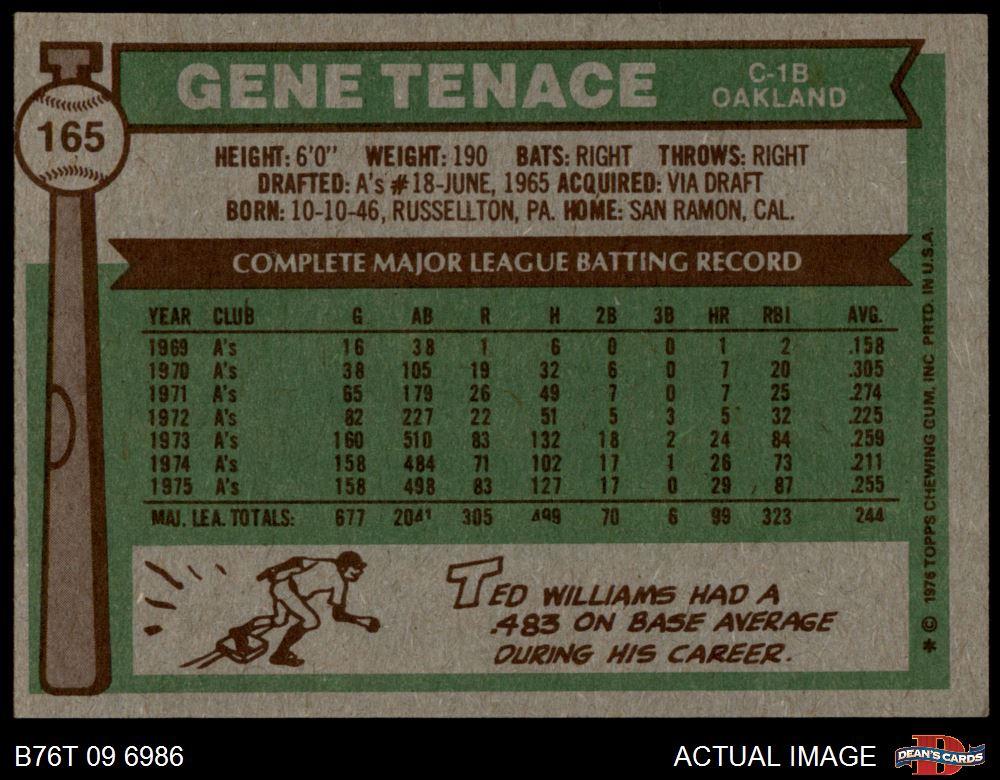 165
GENE TENACE
C-1B
OAKLAND
HEIGHT: 6'0" WEIGHT: 190 BATS: RIGHT THROWS: RIGHT
DRAFTED: A's #18-JUNE, 1965 ACQUIRED: VIA DRAFT
BORN: 10-10-46, RUSSELLTON, PA. HOME: SAN RAMON, CAL.
COMPLETE MAJOR LEAGUE BATTING RECORD
YEAR CLUB G AB R H 2B 3B HR RBI AVG.
1969 A's 16 38 1 6 0 0 1 2 .158
1970 A's 38 105 19 32 6 0 7 20 .305
1971 A's 65 179 26 49 7 0 7 25 .274
1972 A's 82 227 22 51 5 3 5 32 .225
1973 A's 160 510 83 132 18 2 24 84 .259
1974 A's 158 484 71 102 17 1 26 73 .211
1975 A's 158 498 83 127 17 0 29 87 .255
MAJ. LEA. TOTALS: 677 2041 305 499 70 6 99 323 .244
TED WILLIAMS HAD A
.483 ON BASE AVERAGE
DURING HIS CAREER.
* © 1976 TOPPS CHEWING GUM, INC. PRTD. IN U.S.A.
B76T 09 6986
ACTUAL IMAGE
DEAN'S CARDS